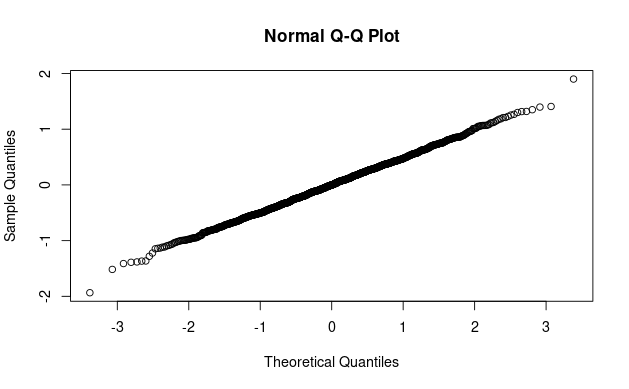 Normal Q-Q Plot
2
1
0
-1
-2
Sample Quantiles
-3 -2 -1 0 1 2 3
Theoretical Quantiles